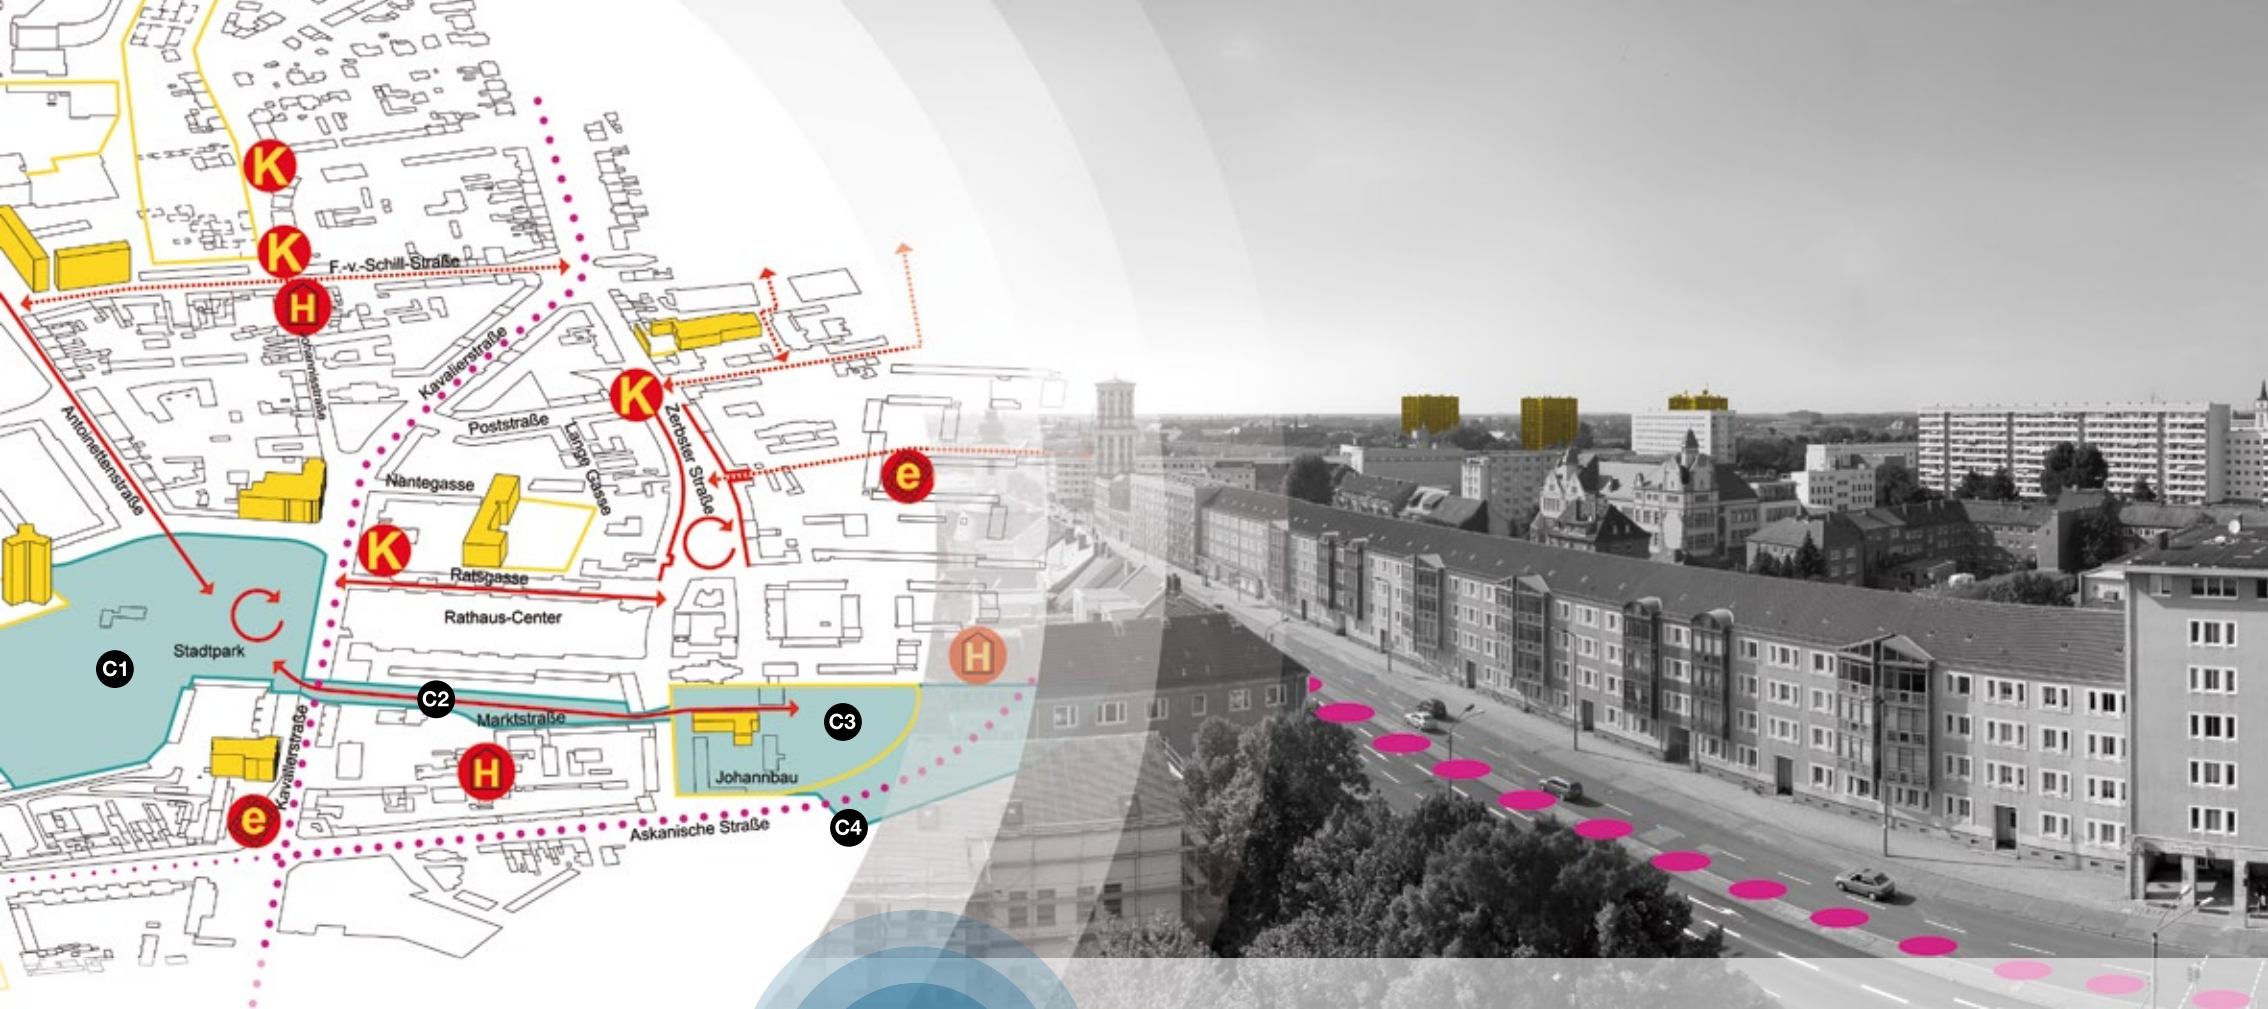 K
K
F.-v.-Schill-Straße
H
Johannisstraße
Kavalierstraße
K
Zerbster Straße
Antoinettenstraße
Poststraße
Lange Gasse
Nantegasse
e
K
Ratsgasse
Rathaus-Center
Stadtpark
H
C1
C2
Marktstraße
C3
Kavalierstraße
H
Johannbau
e
Askanische Straße
C4